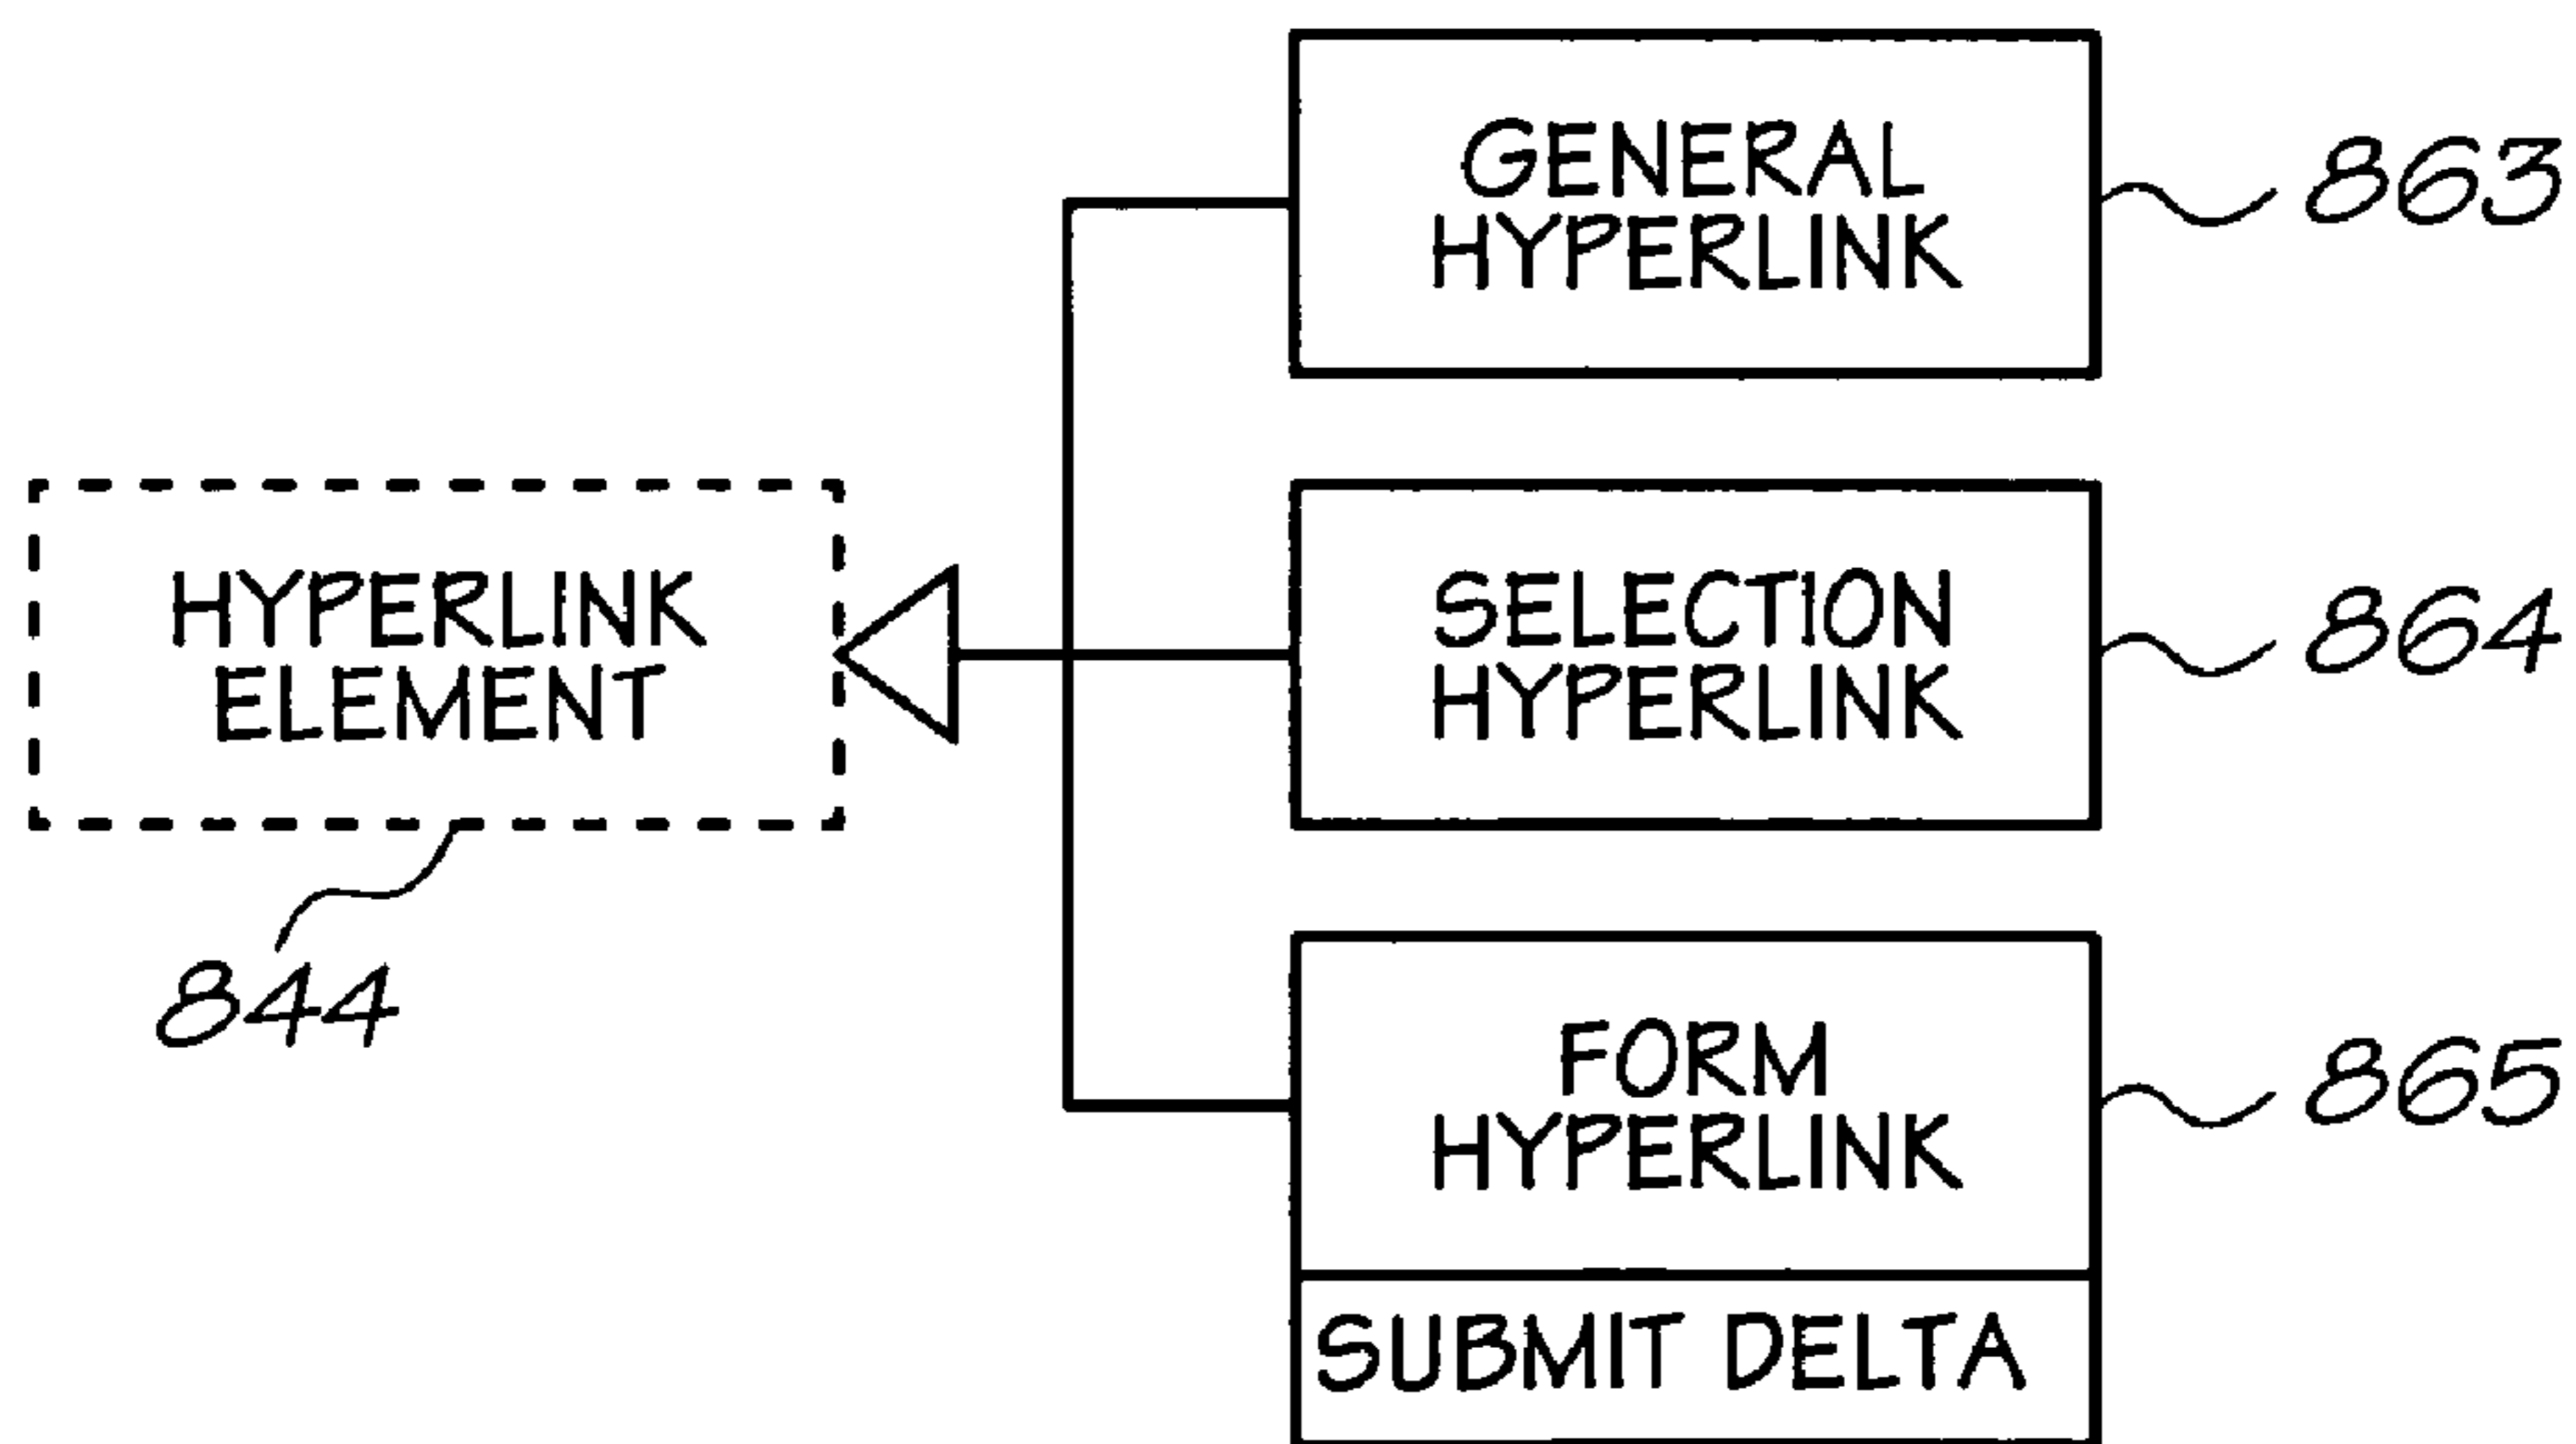 GENERAL
HYPERLINK
863
HYPERLINK
ELEMENT
844
SELECTION
HYPERLINK
864
FORM
HYPERLINK
865
SUBMIT DELTA